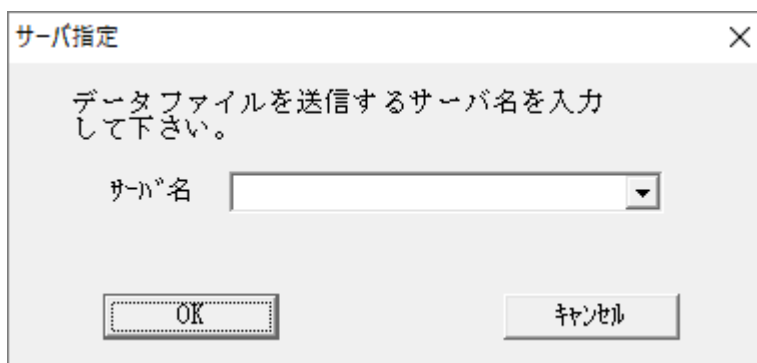 サーバ指定
データファイルを送信するサーバ名を入力
して下さい。
ｻｰﾊﾞ名
OK
ｷｬﾝｾﾙ